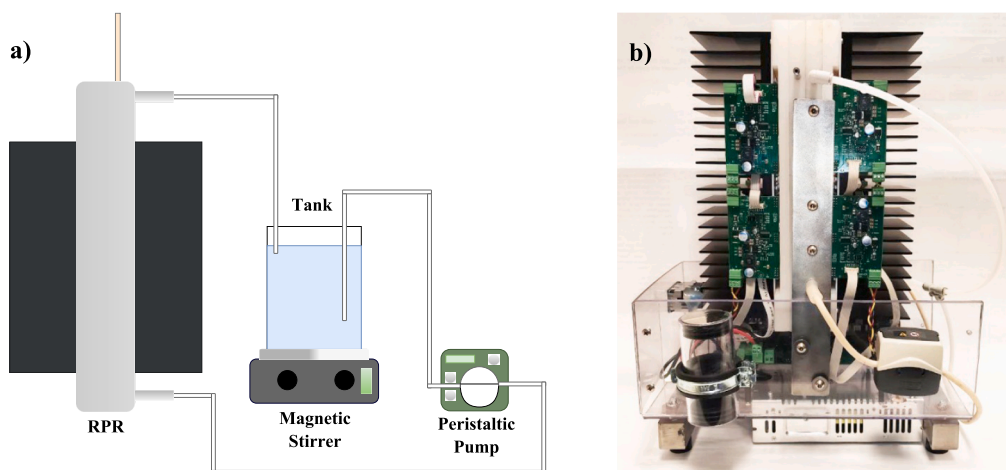 a)
Tank
RPR
Magnetic
Stirrer
Peristaltic
Pump
b)